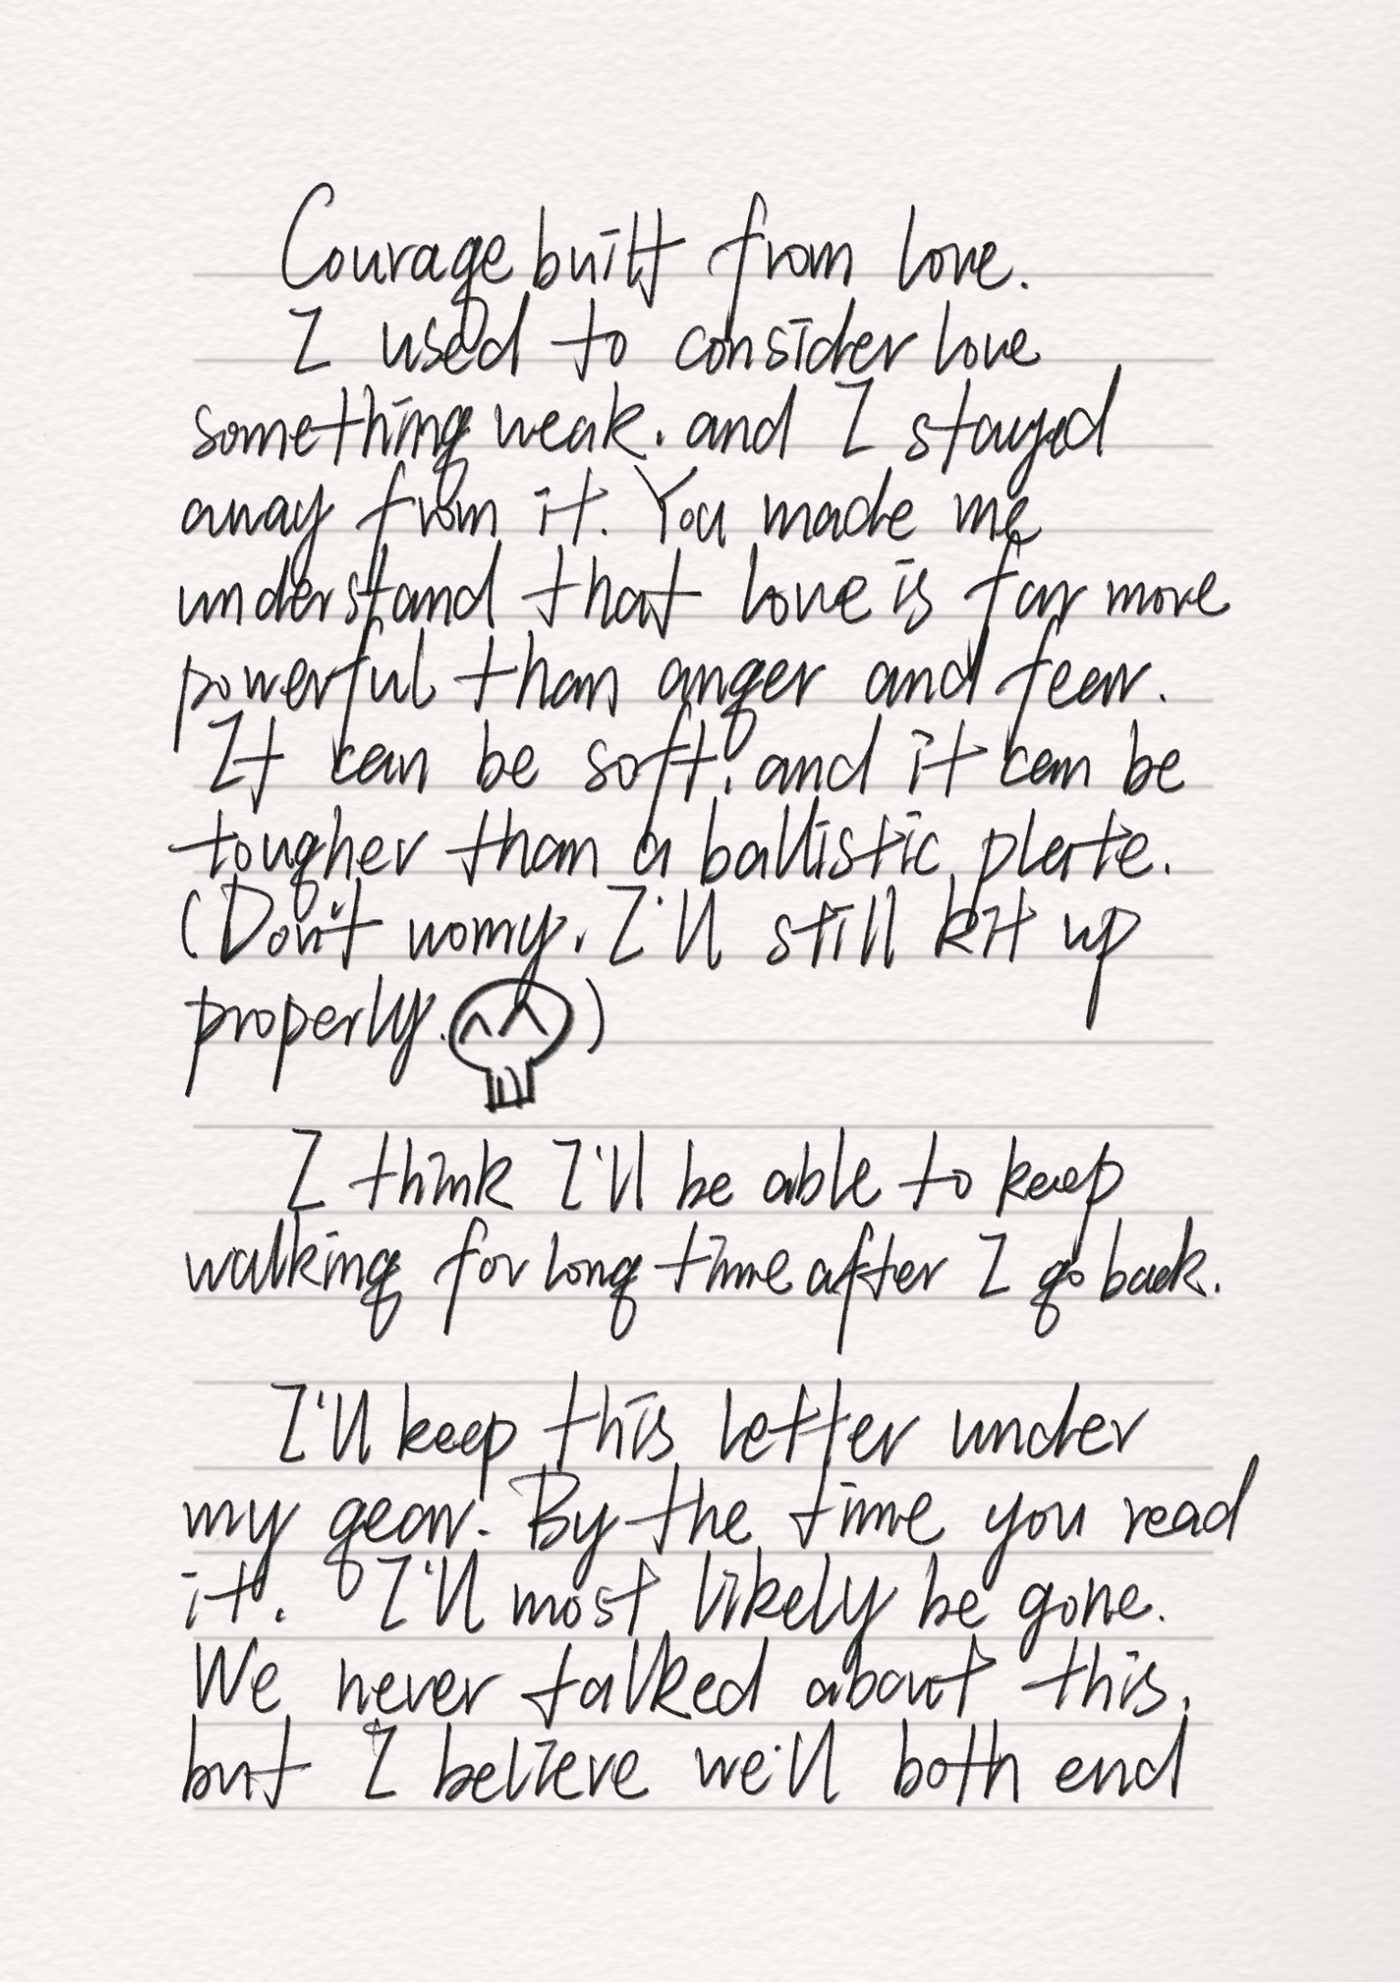 Courage built from love.
I used to consider love
something weak. and I stayed
away from it. You made me
understand that love is far more
powerful than anger and fear.
It can be soft. and it can be
tougher than a ballistic plate.
(Don't worry. I'll still kit up
properly. )
I think I'll be able to keep
walking for long time after I go back.
I'll keep this letter under
my gear. By the time you read
it. I'll most likely be gone.
We never talked about this.
but I believe we'll both end